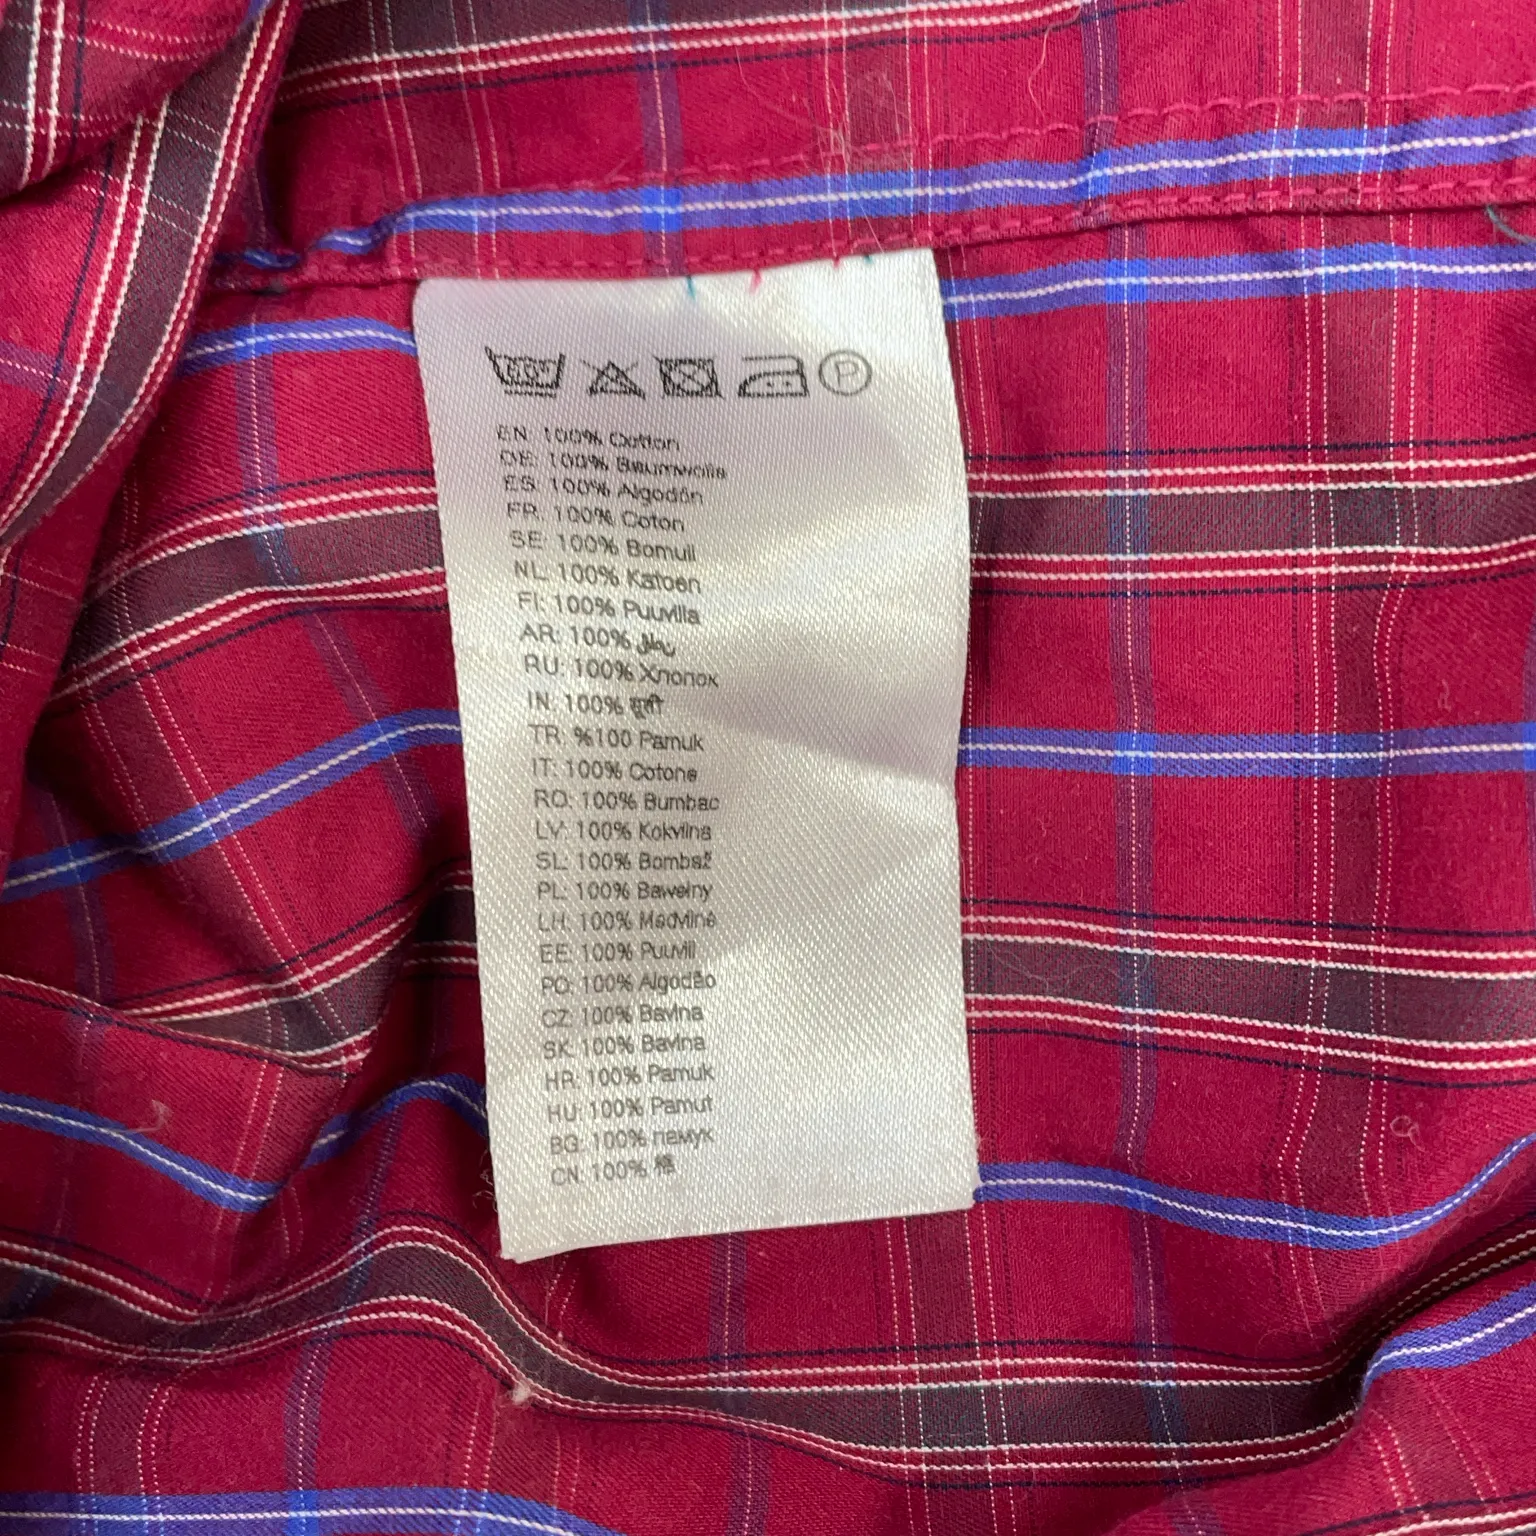 P
EN: 100% Cotton
DE: 100% Baumwolle
ES: 100% Algodón
FR: 100% Coton
SE: 100% Bomull
NL: 100% Katoen
FI: 100% Puuvilla
AR: 100%
RU: 100% Хлопок
IN: 100% सूती
TR: %100 Pamuk
IT: 100% Cotone
RO: 100% Bumbac
LV: 100% Kokvilna
SL: 100% Bombaž
PL: 100% Bawełny
LH: 100% Medvilnė
EE: 100% Puuvill
PO: 100% Algodão
CZ: 100% Bavlna
SK: 100% Bavlna
HR: 100% Pamuk
HU: 100% Pamut
BG: 100% памук
CN: 100% 棉